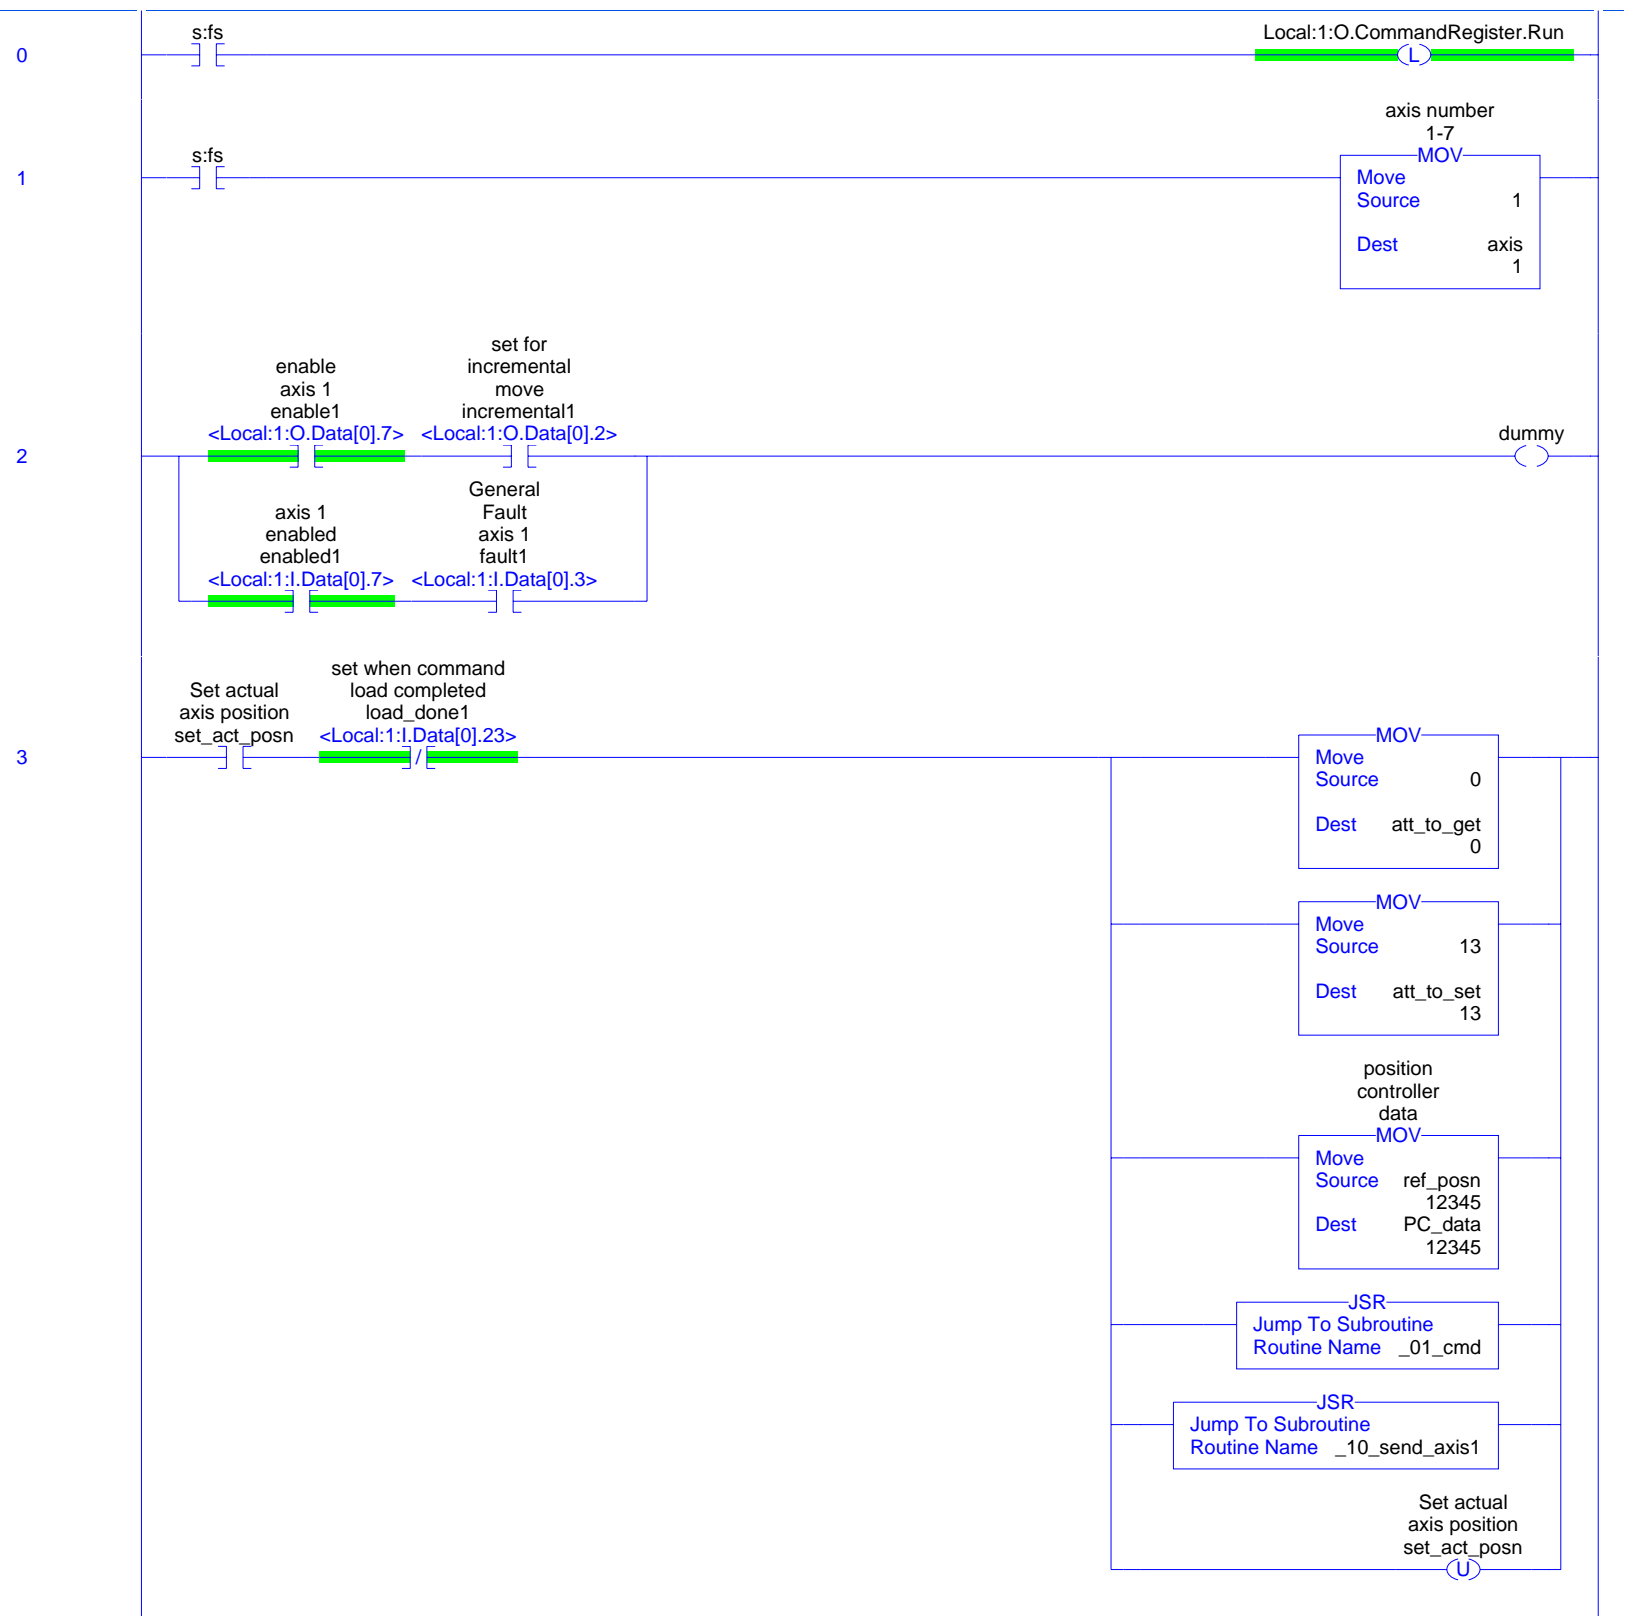 s:fs
Local:1:O.CommandRegister.Run
0
L
axis number
1-7
s:fs
MOV
1
Move
Source 1
Dest axis
1
set for
enable incremental
axis 1 move
enable1 incremental1
<Local:1:O.Data[0].7> <Local:1:O.Data[0].2>
dummy
2
General
axis 1 Fault
enabled axis 1
enabled1 fault1
<Local:1:I.Data[0].7> <Local:1:I.Data[0].3>
set when command
Set actual load completed
axis position load_done1
set_act_posn <Local:1:I.Data[0].23>
3
/
MOV
Move
Source 0
Dest att_to_get
0
MOV
Move
Source 13
Dest att_to_set
13
position
controller
data
MOV
Move
Source ref_posn
12345
Dest PC_data
12345
JSR
Jump To Subroutine
Routine Name _01_cmd
JSR
Jump To Subroutine
Routine Name _10_send_axis1
Set actual
axis position
set_act_posn
U